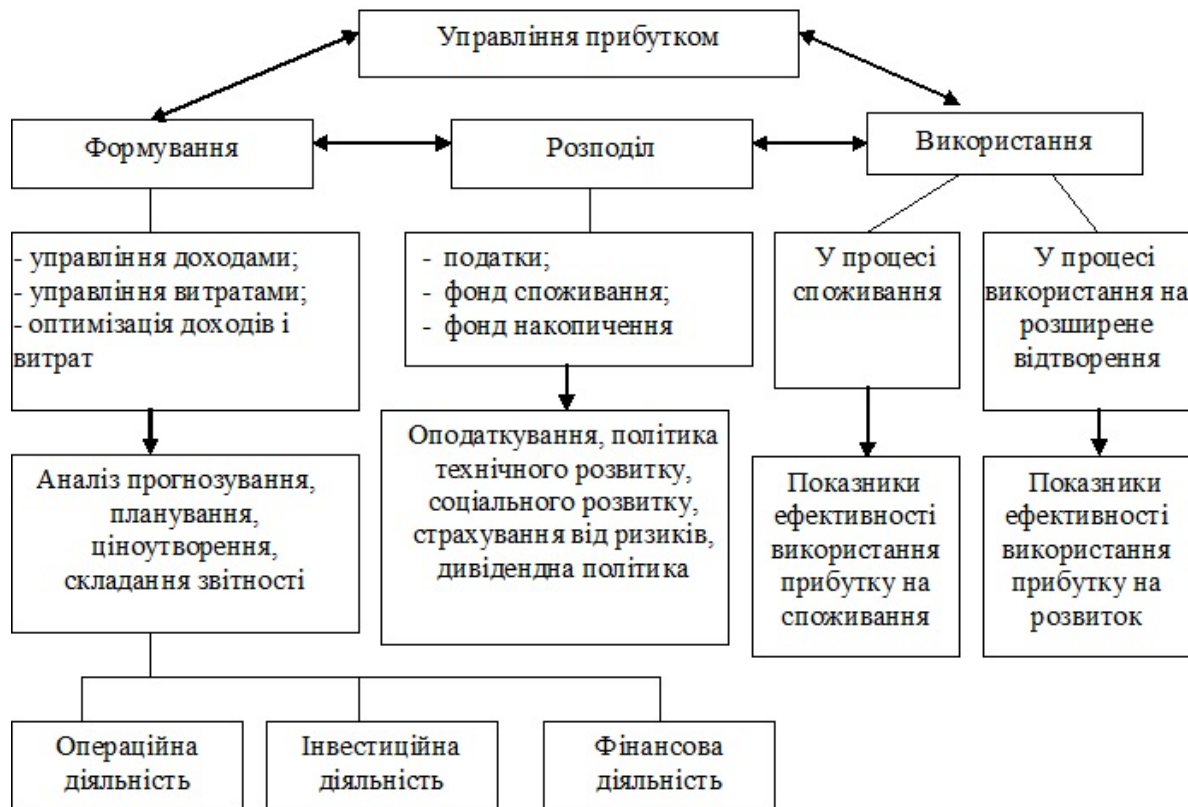 Управління прибутком
Формування
Розподіл
Використання
- управління доходами;
- управління витратами;
- оптимізація доходів і
витрат
- податки;
- фонд споживання;
- фонд накопичення
У процесі
споживання
У процесі
використання на
розширене
відтворення
Аналіз прогнозування,
планування,
ціноутворення,
складання звітності
Оподаткування, політика
технічного розвитку,
соціального розвитку,
страхування від ризиків,
дивідендна політика
Показники
ефективності
використання
прибутку на
споживання
Показники
ефективності
використання
прибутку на
розвиток
Операційна
діяльність
Інвестиційна
діяльність
Фінансова
діяльність